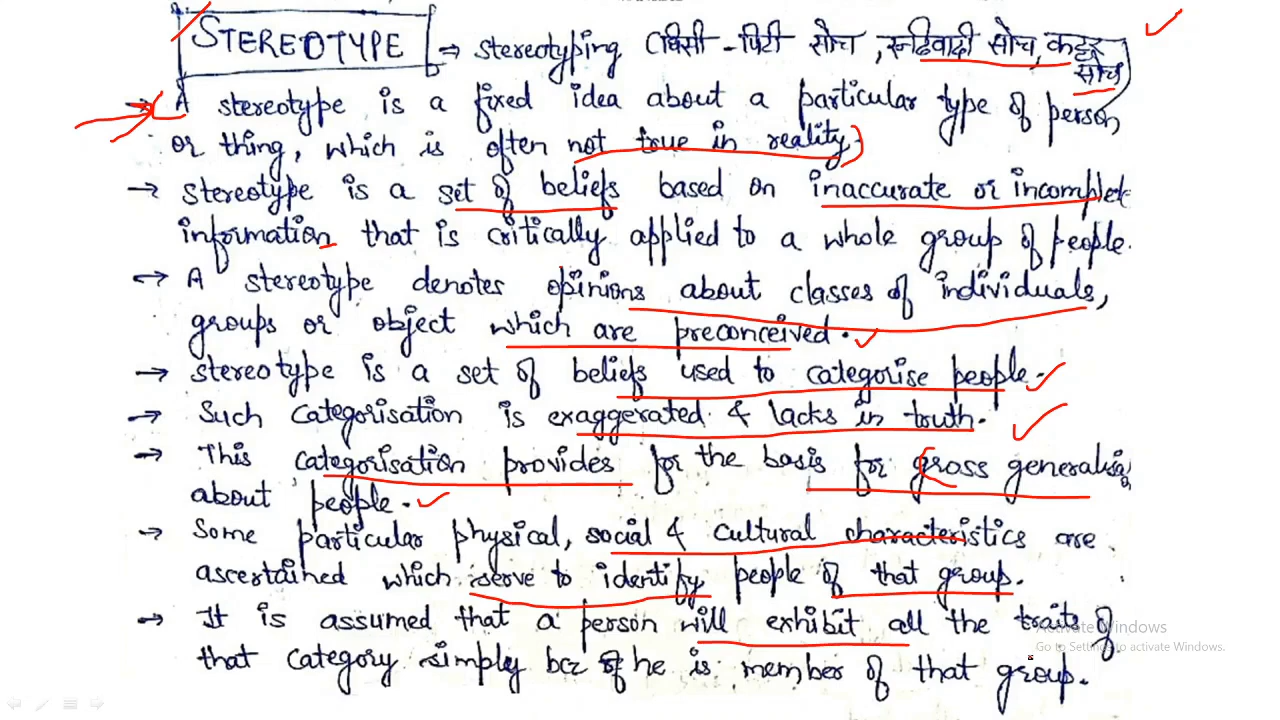 STEREOTYPE → stereotyping (घिसी-पिटी सोच, रूढिवादी सोच, कट्टर
सोच)
→ A stereotype is a fixed idea about a particular type of person
or thing, which is often not true in reality.
→ stereotype is a set of beliefs based on inaccurate or incomplet
information that is critically applied to a whole group of people.
→ A stereotype denotes opinions about classes of individuals,
groups or object which are preconceived.
→ stereotype is a set of beliefs used to categorise people.
→ Such categorisation is exaggerated & lacks in truth.
→ This categorisation provides for the basis for gross
about people.
→ Some particular physical, social & cultural characteristics are
ascertained which serve to identify people of that group.
→ It is assumed that a person will exhibit all the traits of
that category simply bcz of he is member of that group.
Activate Windows
Go to Settings to activate Windows.